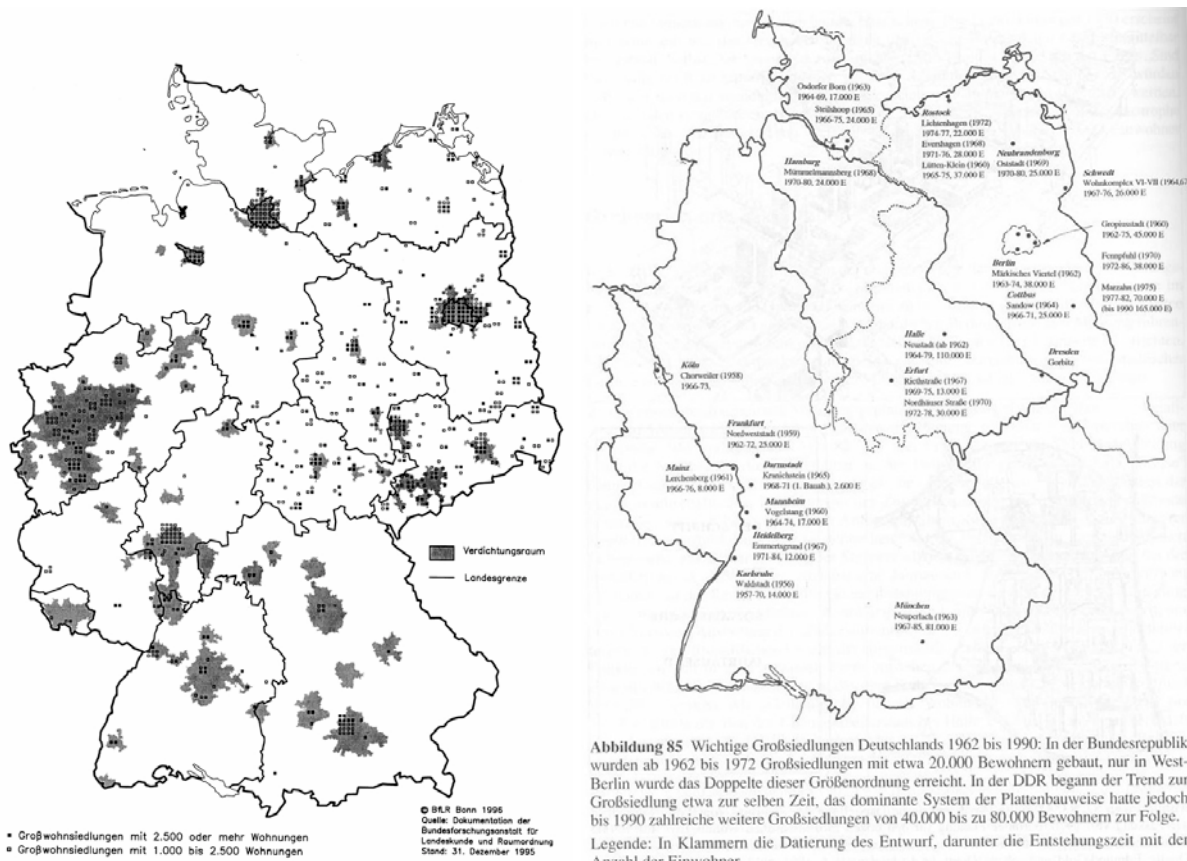 Verdichtungsraum
Landesgrenze
© BfLR Bonn 1996
Quelle: Dokumentation der
Bundesforschungsanstalt für
Landeskunde und Raumordnung
Stand: 31. Dezember 1995
Großwohnsiedlungen mit 2.500 oder mehr Wohnungen
Großwohnsiedlungen mit 1.000 bis 2.500 Wohnungen
Osdorfer Born (1963)
1964-69, 17.000 E
Steilshoop (1965)
1966-75, 24.000 E
Hamburg
Mümmelmannsberg (1968)
1970-80, 24.000 E
Rostock
Lichtenhagen (1972)
1974-77, 22.000 E
Evershagen (1968)
1971-76, 28.000 E
Lütten-Klein (1960)
1965-75, 37.000 E
Neubrandenburg
Oststadt (1969)
1970-80, 25.000 E
Schwedt
Wohnkomplex VI-VII (1964,67
1967-76, 26.000 E
Gropiusstadt (1960)
1962-75, 45.000 E
Fennpfuhl (1970)
1972-86, 38.000 E
Marzahn (1975)
1977-82, 70.000 E
(bis 1990 165.000 E)
Berlin
Märkisches Viertel (1962)
1963-74, 38.000 E
Cottbus
Sandow (1964)
1966-71, 25.000 E
Halle
Neustadt (ab 1962)
1964-79, 110.000 E
Dresden
Gorbitz
Erfurt
Riethstraße (1967)
1969-75, 13.000 E
Nordhäuser Straße (1970)
1972-78, 30.000 E
Köln
Chorweiler (1958)
1966-73,
Frankfurt
Nordweststadt (1959)
1962-72, 25.000 E
Mainz
Lerchenberg (1961)
1966-76, 8.000 E
Darmstadt
Kranichstein (1965)
1968-71 (1. Bauab.), 2.600 E
Mannheim
Vogelsang (1960)
1964-74, 17.000 E
Heidelberg
Emmertsgrund (1967)
1971-84, 12.000 E
Karlsruhe
Waldstadt (1956)
1957-70, 14.000 E
München
Neuperlach (1963)
1967-85, 81.000 E
Abbildung 85 Wichtige Großsiedlungen Deutschlands 1962 bis 1990: In der Bundesrepublik
wurden ab 1962 bis 1972 Großsiedlungen mit etwa 20.000 Bewohnern gebaut, nur in West-
Berlin wurde das Doppelte dieser Größenordnung erreicht. In der DDR begann der Trend zur
Großsiedlung etwa zur selben Zeit, das dominante System der Plattenbauweise hatte jedoch
bis 1990 zahlreiche weitere Großsiedlungen von 40.000 bis zu 80.000 Bewohnern zur Folge.
Legende: In Klammern die Datierung des Entwurf, darunter die Entstehungszeit mit der
Anzahl der Einwohner